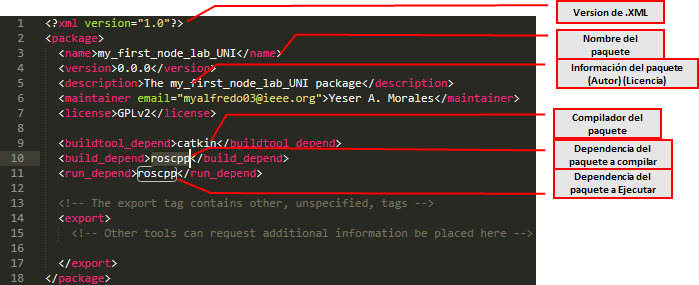 1 <?xml version="1.0"?>
2 <package>
3 <name>my_first_node_lab_UNI</name>
4 <version>0.0.0</version>
5 <description>The my_first_node_lab_UNI package</description>
6 <maintainer email="myalfredo03@ieee.org">Yeser A. Morales</maintainer>
7 <license>GPLv2</license>
8
9 <buildtool_depend>catkin</buildtool_depend>
10 <build_depend>roscpp</build_depend>
11 <run_depend>roscpp</run_depend>
12
13 <!-- The export tag contains other, unspecified, tags -->
14 <export>
15 <!-- Other tools can request additional information be placed here -->
16
17 </export>
18 </package>
Version de .XML
Nombre del
paquete
Información del paquete
(Autor) (Licencia)
Compilador del
paquete
Dependencia del
paquete a compilar
Dependencia del
paquete a Ejecutar